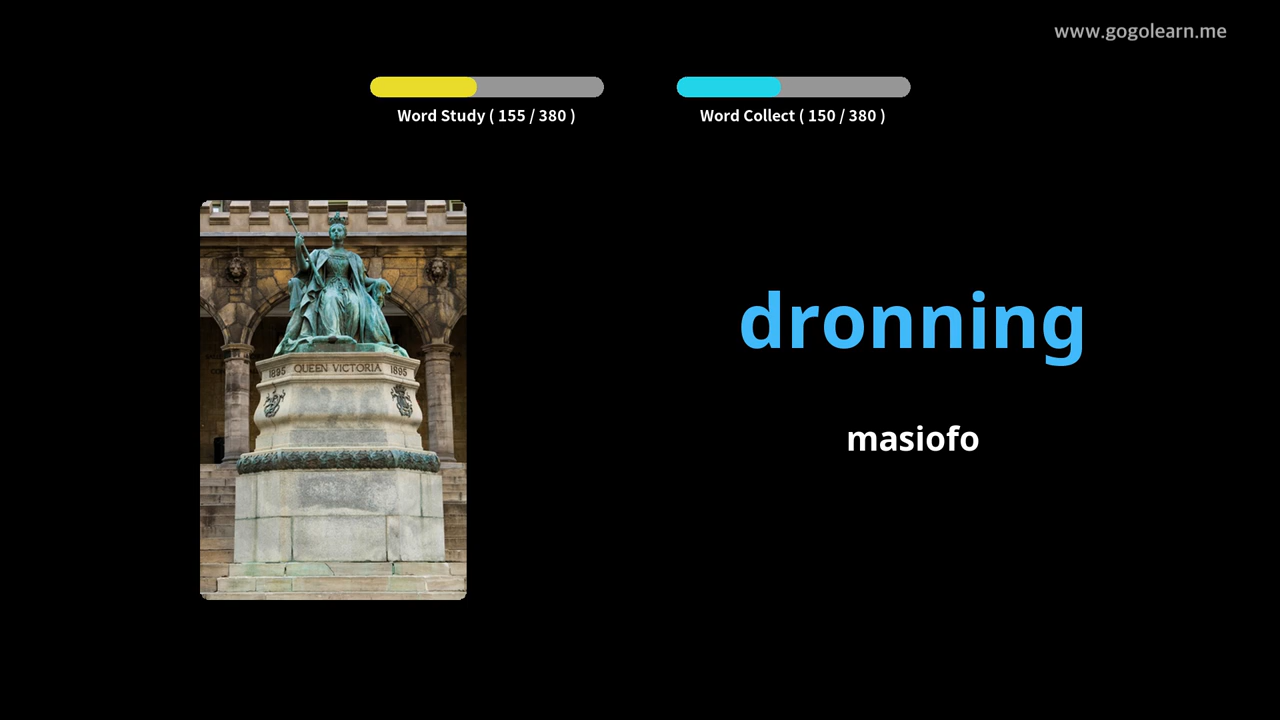 www.gogolearn.me
Word Study ( 155 / 380 )
Word Collect ( 150 / 380 )
1895 QUEEN VICTORIA 1895
dronning
masiofo